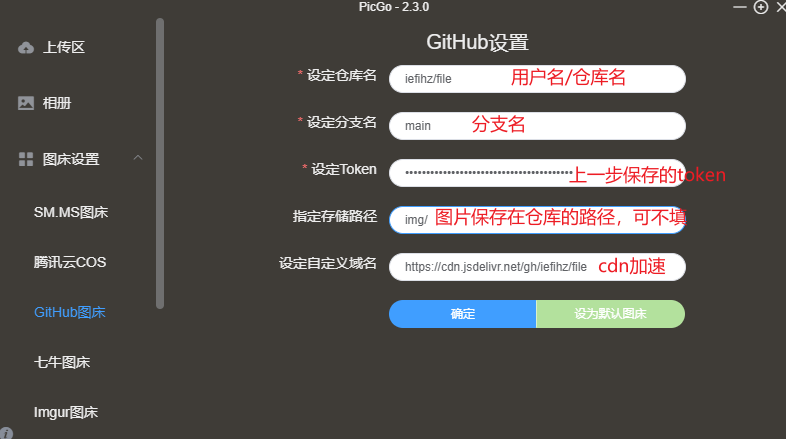 PicGo - 2.3.0
上传区
相册
图床设置
SM.MS图床
腾讯云COS
GitHub图床
七牛图床
Imgur图床
GitHub设置
* 设定仓库名 iefihz/file 用户名/仓库名
* 设定分支名 main 分支名
* 设定Token 上一步保存的token
指定存储路径 img/ 图片保存在仓库的路径，可不填
设定自定义域名 https://cdn.jsdelivr.net/gh/iefihz/file cdn加速
确定 设为默认图床